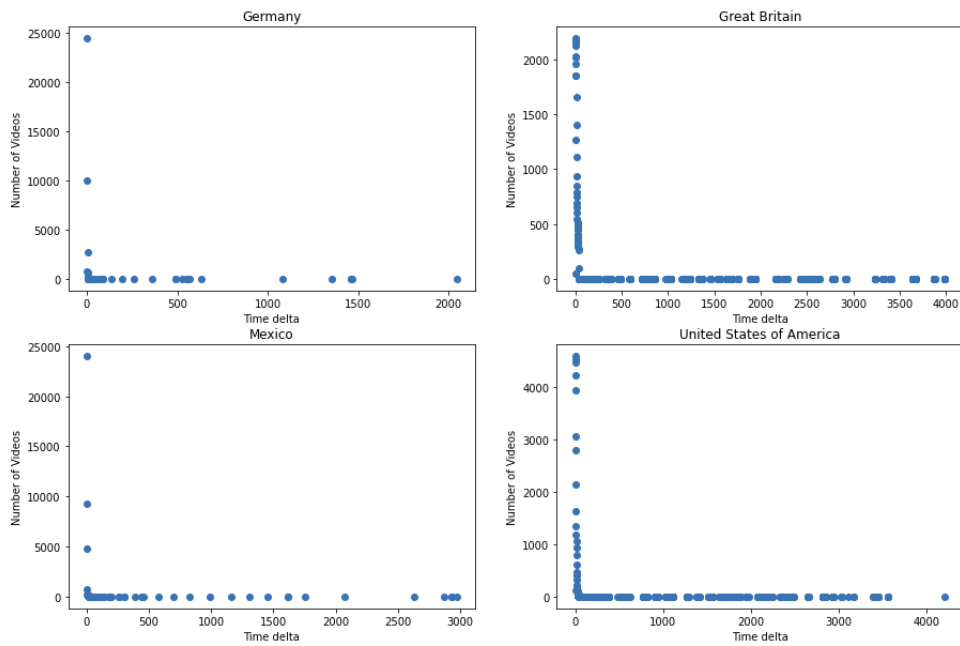 Germany
25000
20000
15000
10000
5000
0
Number of Videos
0 500 1000 1500 2000
Time delta
Great Britain
2000
1500
1000
500
0
Number of Videos
0 500 1000 1500 2000 2500 3000 3500 4000
Time delta
Mexico
25000
20000
15000
10000
5000
0
Number of Videos
0 500 1000 1500 2000 2500 3000
Time delta
United States of America
4000
3000
2000
1000
0
Number of Videos
0 1000 2000 3000 4000
Time delta